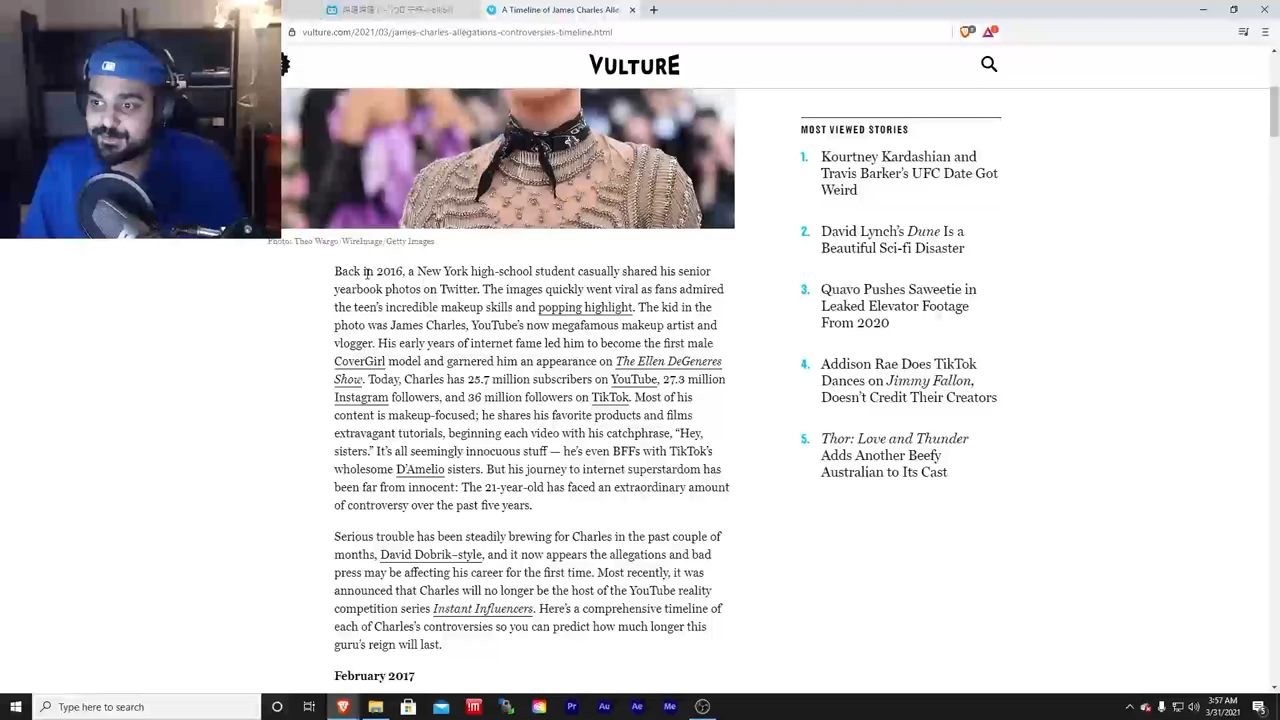 A Timeline of James Charles Alle
vulture.com/2021/03/james-charles-allegations-controversies-timeline.html
VULTURE
MOST VIEWED STORIES
1. Kourtney Kardashian and
Travis Barker's UFC Date Got
Weird
2. David Lynch's Dune Is a
Beautiful Sci-fi Disaster
3. Quavo Pushes Saweetie in
Leaked Elevator Footage
From 2020
4. Addison Rae Does TikTok
Dances on Jimmy Fallon,
Doesn't Credit Their Creators
5. Thor: Love and Thunder
Adds Another Beefy
Australian to Its Cast
Photo: Theo Wargo/WireImage/Getty Images
Back in 2016, a New York high-school student casually shared his senior
yearbook photos on Twitter. The images quickly went viral as fans admired
the teen's incredible makeup skills and popping highlight. The kid in the
photo was James Charles, YouTube's now megafamous makeup artist and
vlogger. His early years of internet fame led him to become the first male
CoverGirl model and garnered him an appearance on The Ellen DeGeneres
Show. Today, Charles has 25.7 million subscribers on YouTube, 27.3 million
Instagram followers, and 36 million followers on TikTok. Most of his
content is makeup-focused; he shares his favorite products and films
extravagant tutorials, beginning each video with his catchphrase, "Hey,
sisters." It's all seemingly innocuous stuff — he's even BFFs with TikTok's
wholesome D'Amelio sisters. But his journey to internet superstardom has
been far from innocent: The 21-year-old has faced an extraordinary amount
of controversy over the past five years.
Serious trouble has been steadily brewing for Charles in the past couple of
months, David Dobrik–style, and it now appears the allegations and bad
press may be affecting his career for the first time. Most recently, it was
announced that Charles will no longer be the host of the YouTube reality
competition series Instant Influencers. Here's a comprehensive timeline of
each of Charles's controversies so you can predict how much longer this
guru's reign will last.
February 2017
Type here to search
Pr
Au
Ae
Me
3:57 AM
3/31/2021